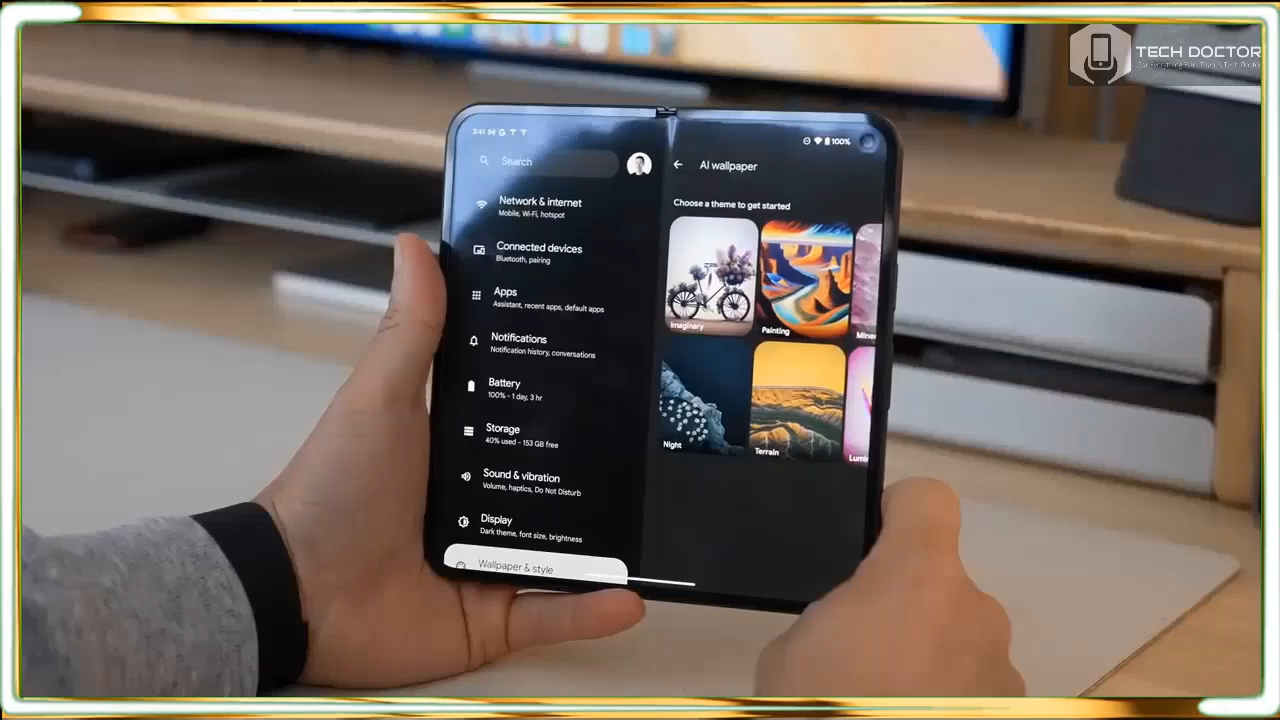 TECH DOCTOR
3:41
100%
Search
AI wallpaper
Network & internet
Mobile, Wi-Fi, hotspot
Choose a theme to get started
Connected devices
Bluetooth, pairing
Apps
Assistant, recent apps, default apps
Imaginary
Painting
Notifications
Notification history, conversations
Battery
100% - 1 day, 3 hr
Storage
40% used - 153 GB free
Night
Terrain
Sound & vibration
Volume, haptics, Do Not Disturb
Display
Dark theme, font size, brightness
Wallpaper & style